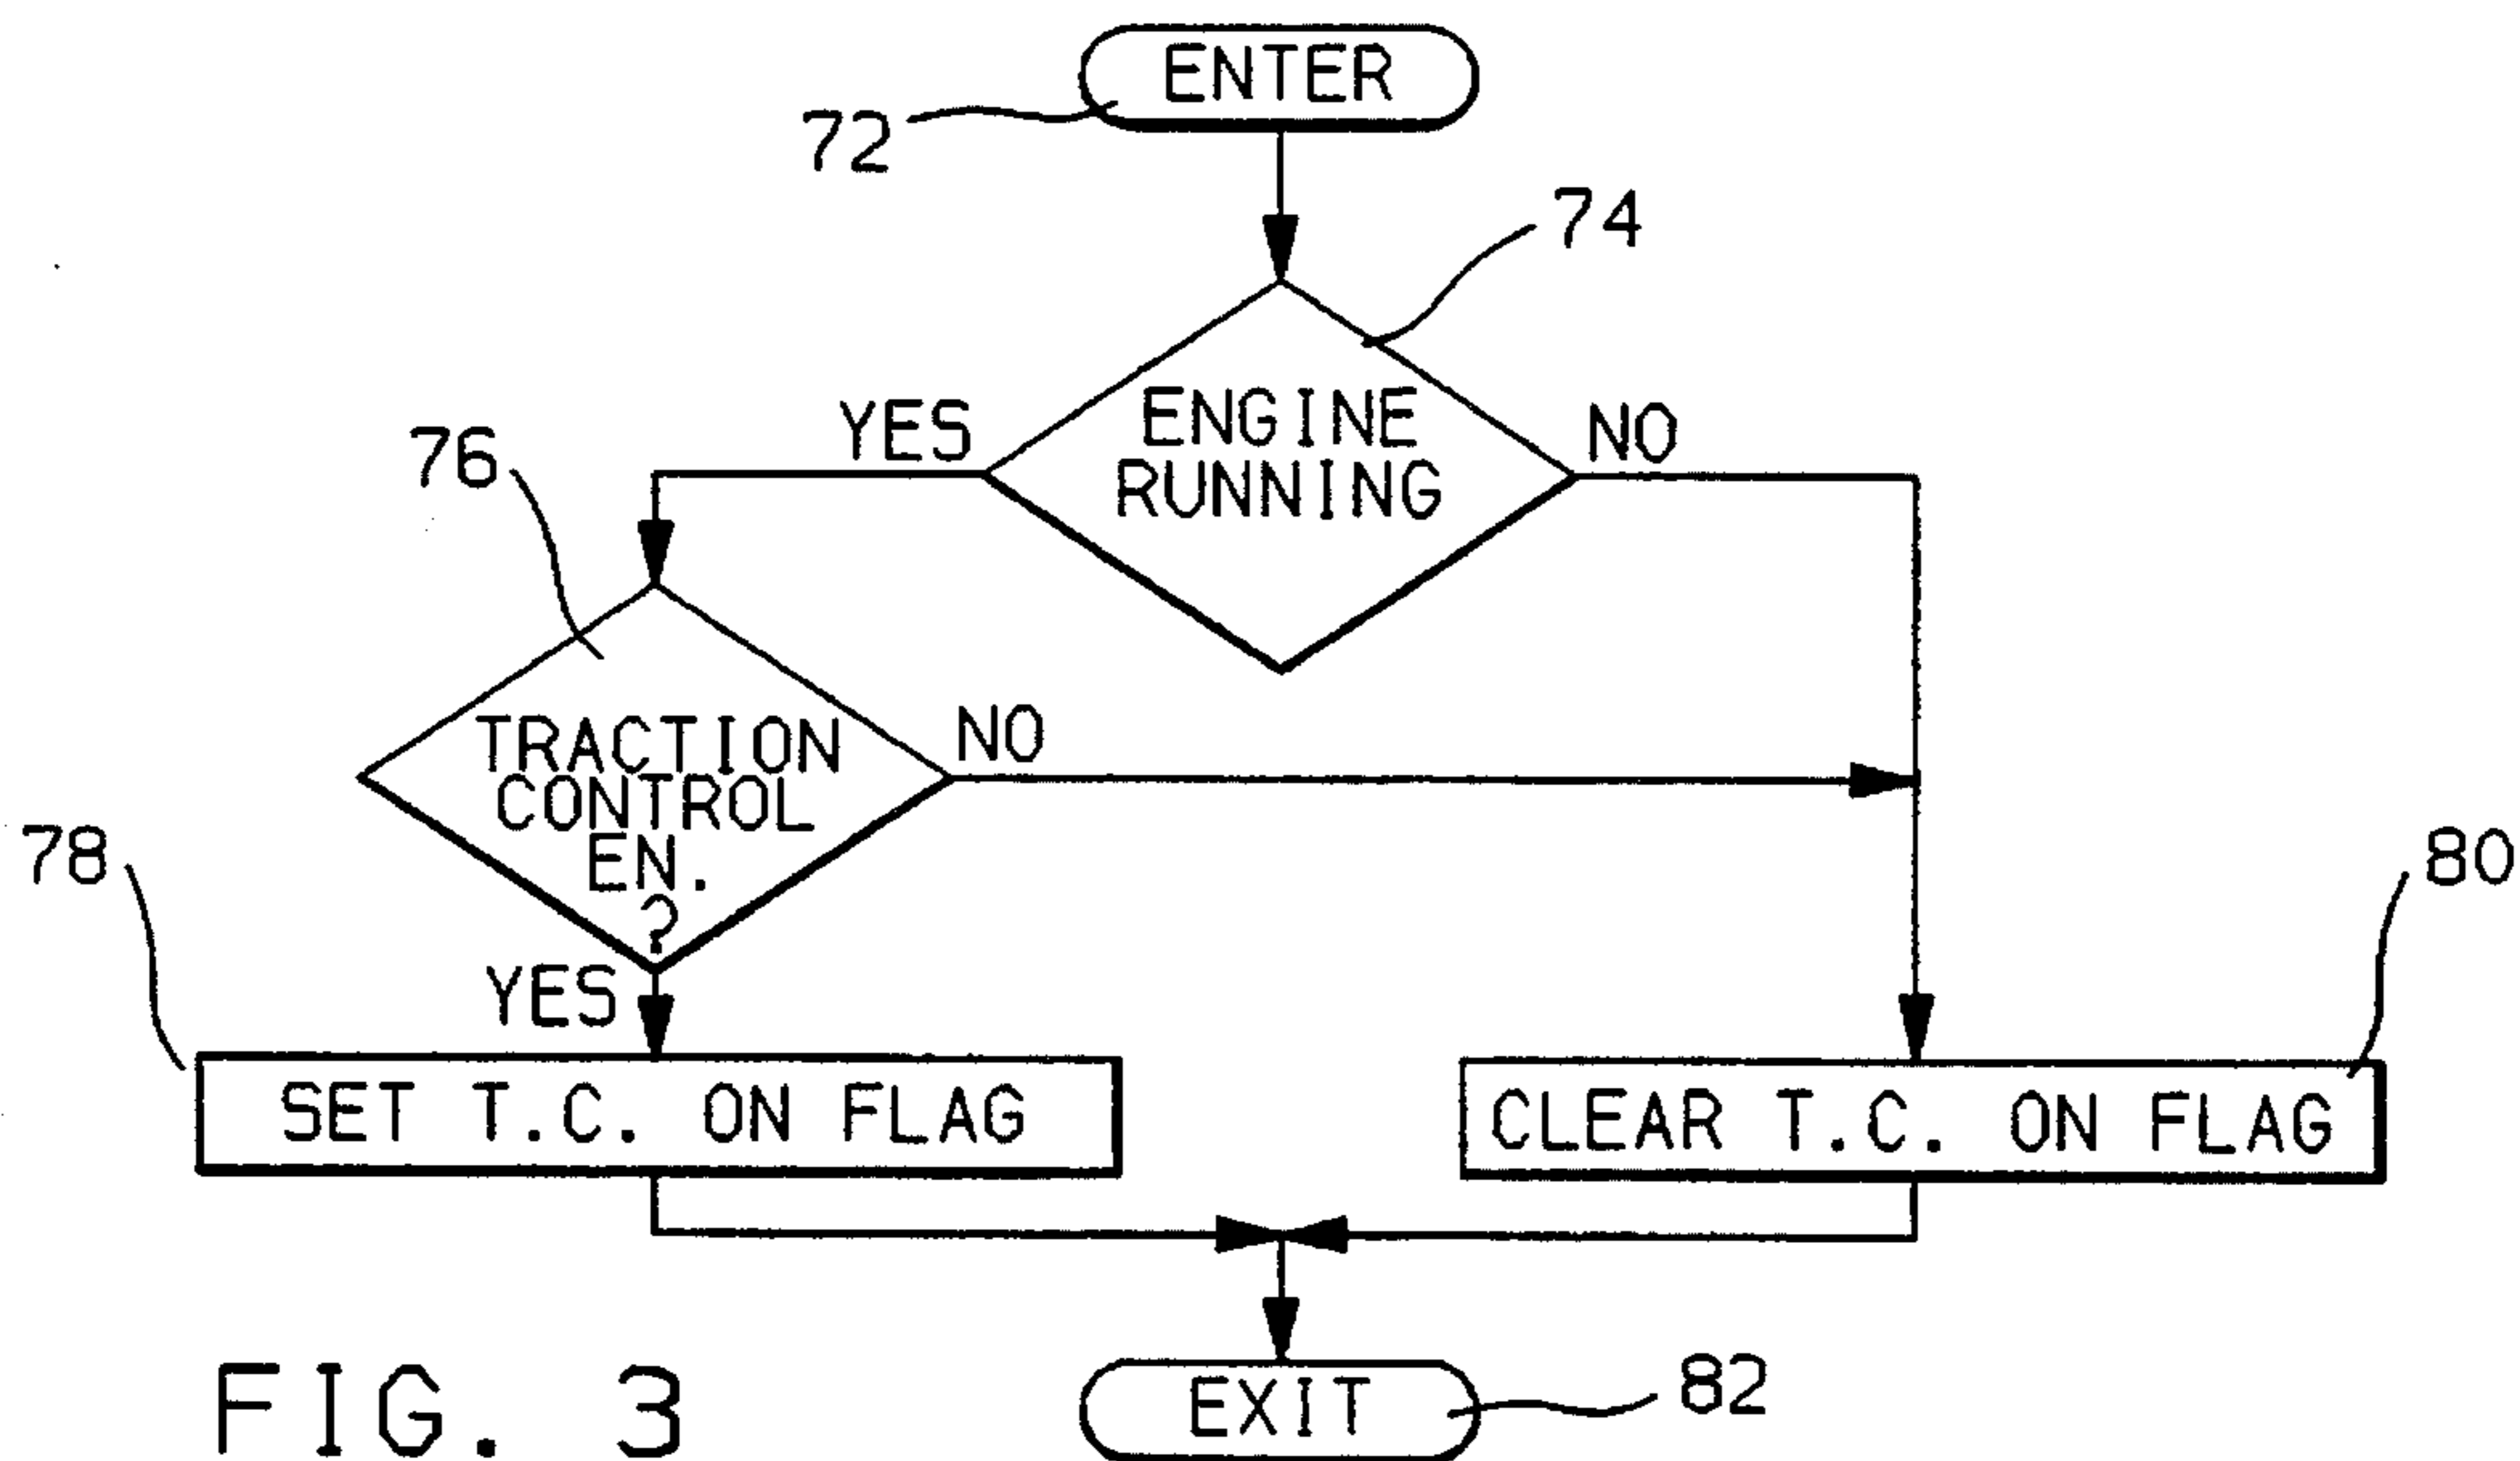 ENTER
72
74
ENGINE
RUNNING
YES
NO
76
TRACTION
CONTROL
EN.
?
NO
YES
78
80
SET T.C. ON FLAG
CLEAR T.C. ON FLAG
EXIT
82
FIG. 3